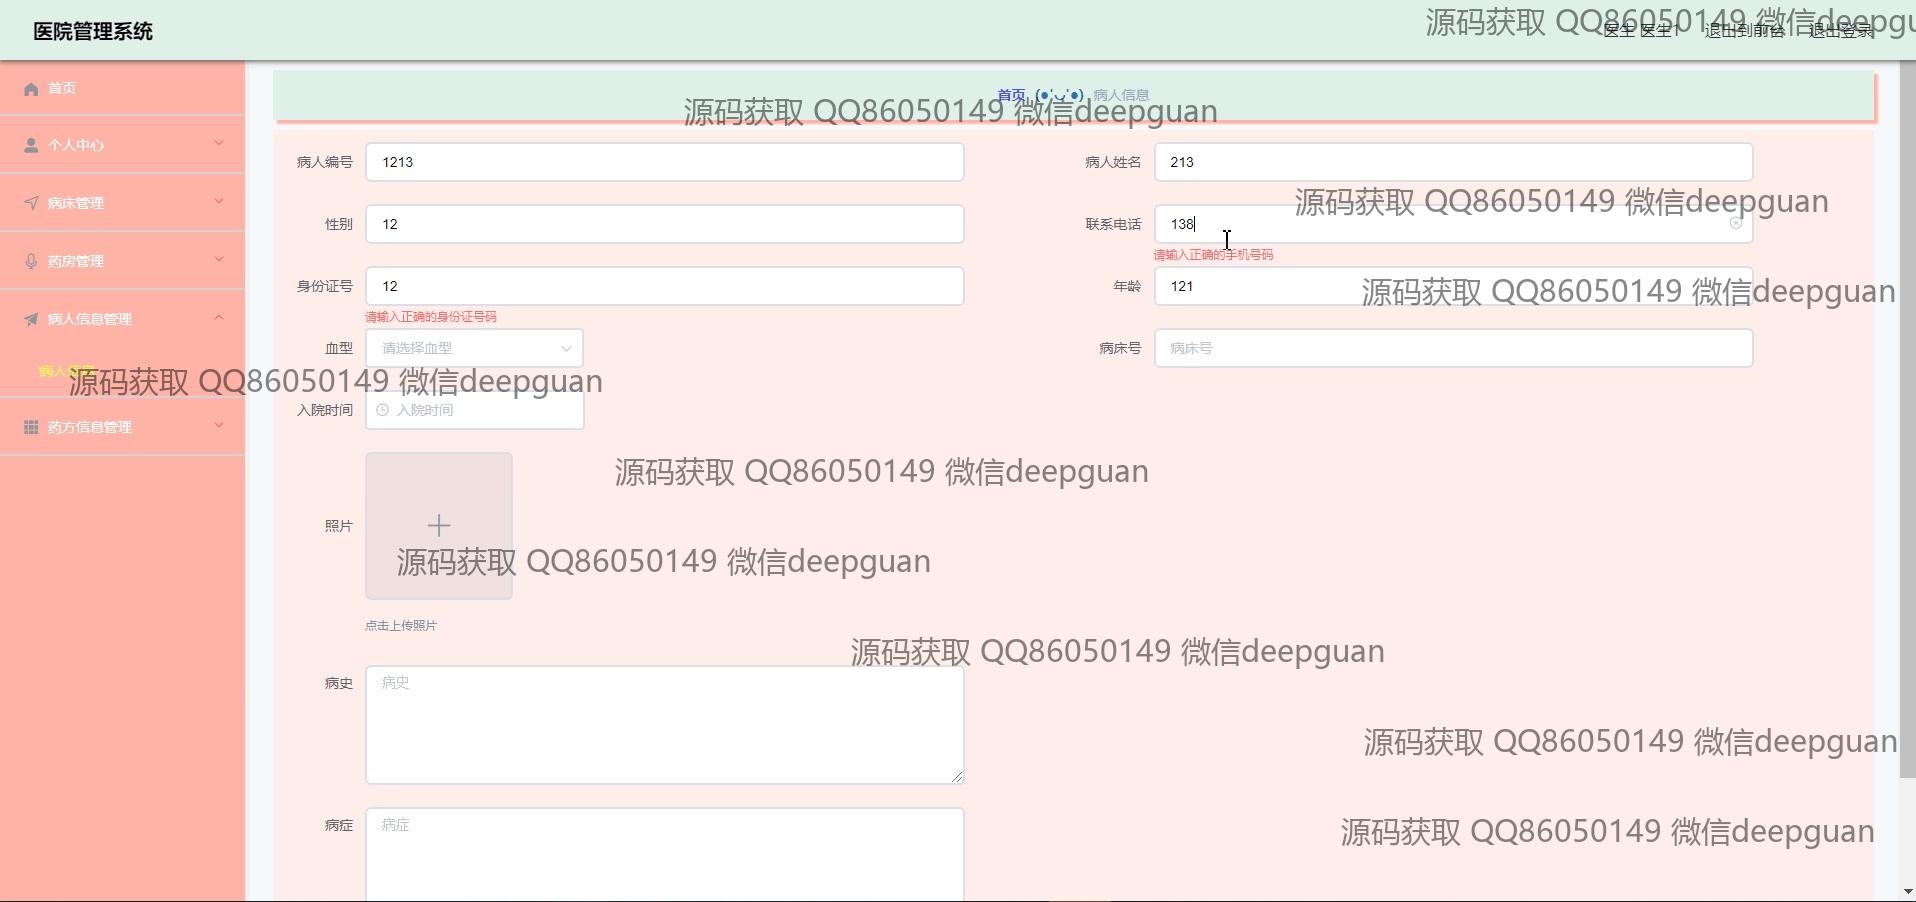 医院管理系统
源码获取 QQ86050149 微信deepgu
医生 医生1 退出到前台 退出登录
首页
首页 (●'◡'●) 病人信息
源码获取 QQ86050149 微信deepguan
个人中心
病床管理
药房管理
病人信息管理
病人信息
药方信息管理
病人编号 1213
病人姓名 213
源码获取 QQ86050149 微信deepguan
性别 12
联系电话 138
请输入正确的手机号码
身份证号 12
年龄 121
源码获取 QQ86050149 微信deepguan
请输入正确的身份证号码
血型 请选择血型
病床号 病床号
源码获取 QQ86050149 微信deepguan
入院时间 入院时间
源码获取 QQ86050149 微信deepguan
照片
源码获取 QQ86050149 微信deepguan
点击上传照片
源码获取 QQ86050149 微信deepguan
病史 病史
源码获取 QQ86050149 微信deepguan
病症 病症
源码获取 QQ86050149 微信deepguan